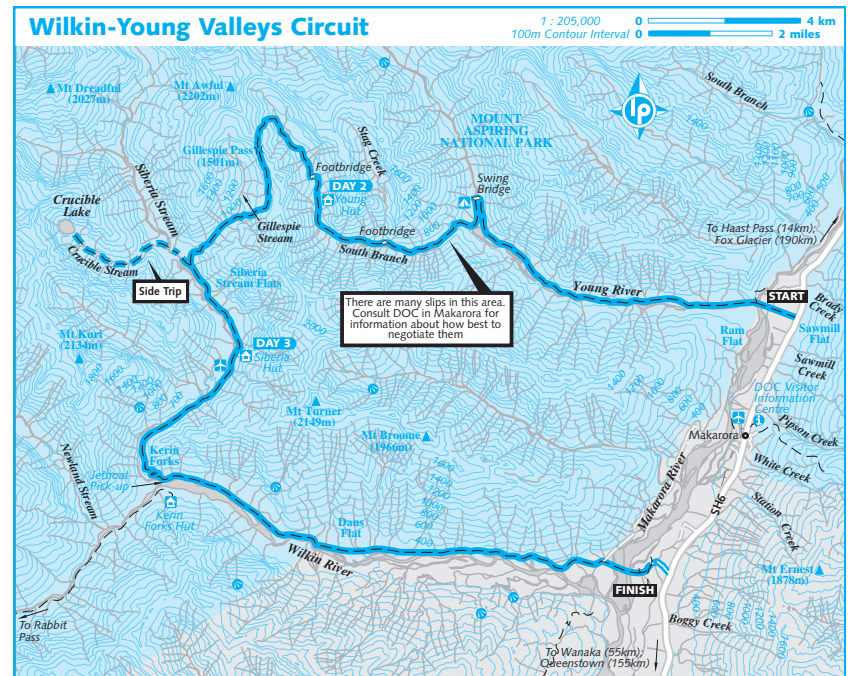 Wilkin-Young Valleys Circuit
1 : 205,000
0
4 km
100m Contour Interval
0
2 miles
Mt Dreadful
(2027m)
Mt Awful
(2202m)
South Branch
lp
MOUNT
ASPIRING
NATIONAL PARK
1400
Stag Creek
Gillespie Pass
(1501m)
Footbridge
DAY 2
Young
Hut
Swing
Bridge
Siberia Stream
Crucible
Lake
Gillespie
Stream
Footbridge
South Branch
To Haast Pass (14km);
Fox Glacier (190km)
Crucible Stream
Side Trip
Siberia
Stream Flats
Young River
START
Brady
Creek
There are many slips in this area.
Consult DOC in Makarora for
information about how best to
negotiate them
Ram
Flat
Sawmill
Flat
Sawmill
Creek
Mt Kuri
(2134m)
DAY 3
Siberia
Hut
DOC Visitor
Information
Centre
Mt Turner
(2149m)
Mt Broome
(1966m)
Makarora
Pipson Creek
White Creek
Newland Stream
Kerin
Forks
Jetboat
Pick-up
Kerin
Forks Hut
Dans
Flat
Wilkin River
Makarora River
SH6
Station Creek
Mt Ernest
(1878m)
FINISH
Boggy Creek
To Rabbit
Pass
To Wanaka (55km);
Queenstown (155km)